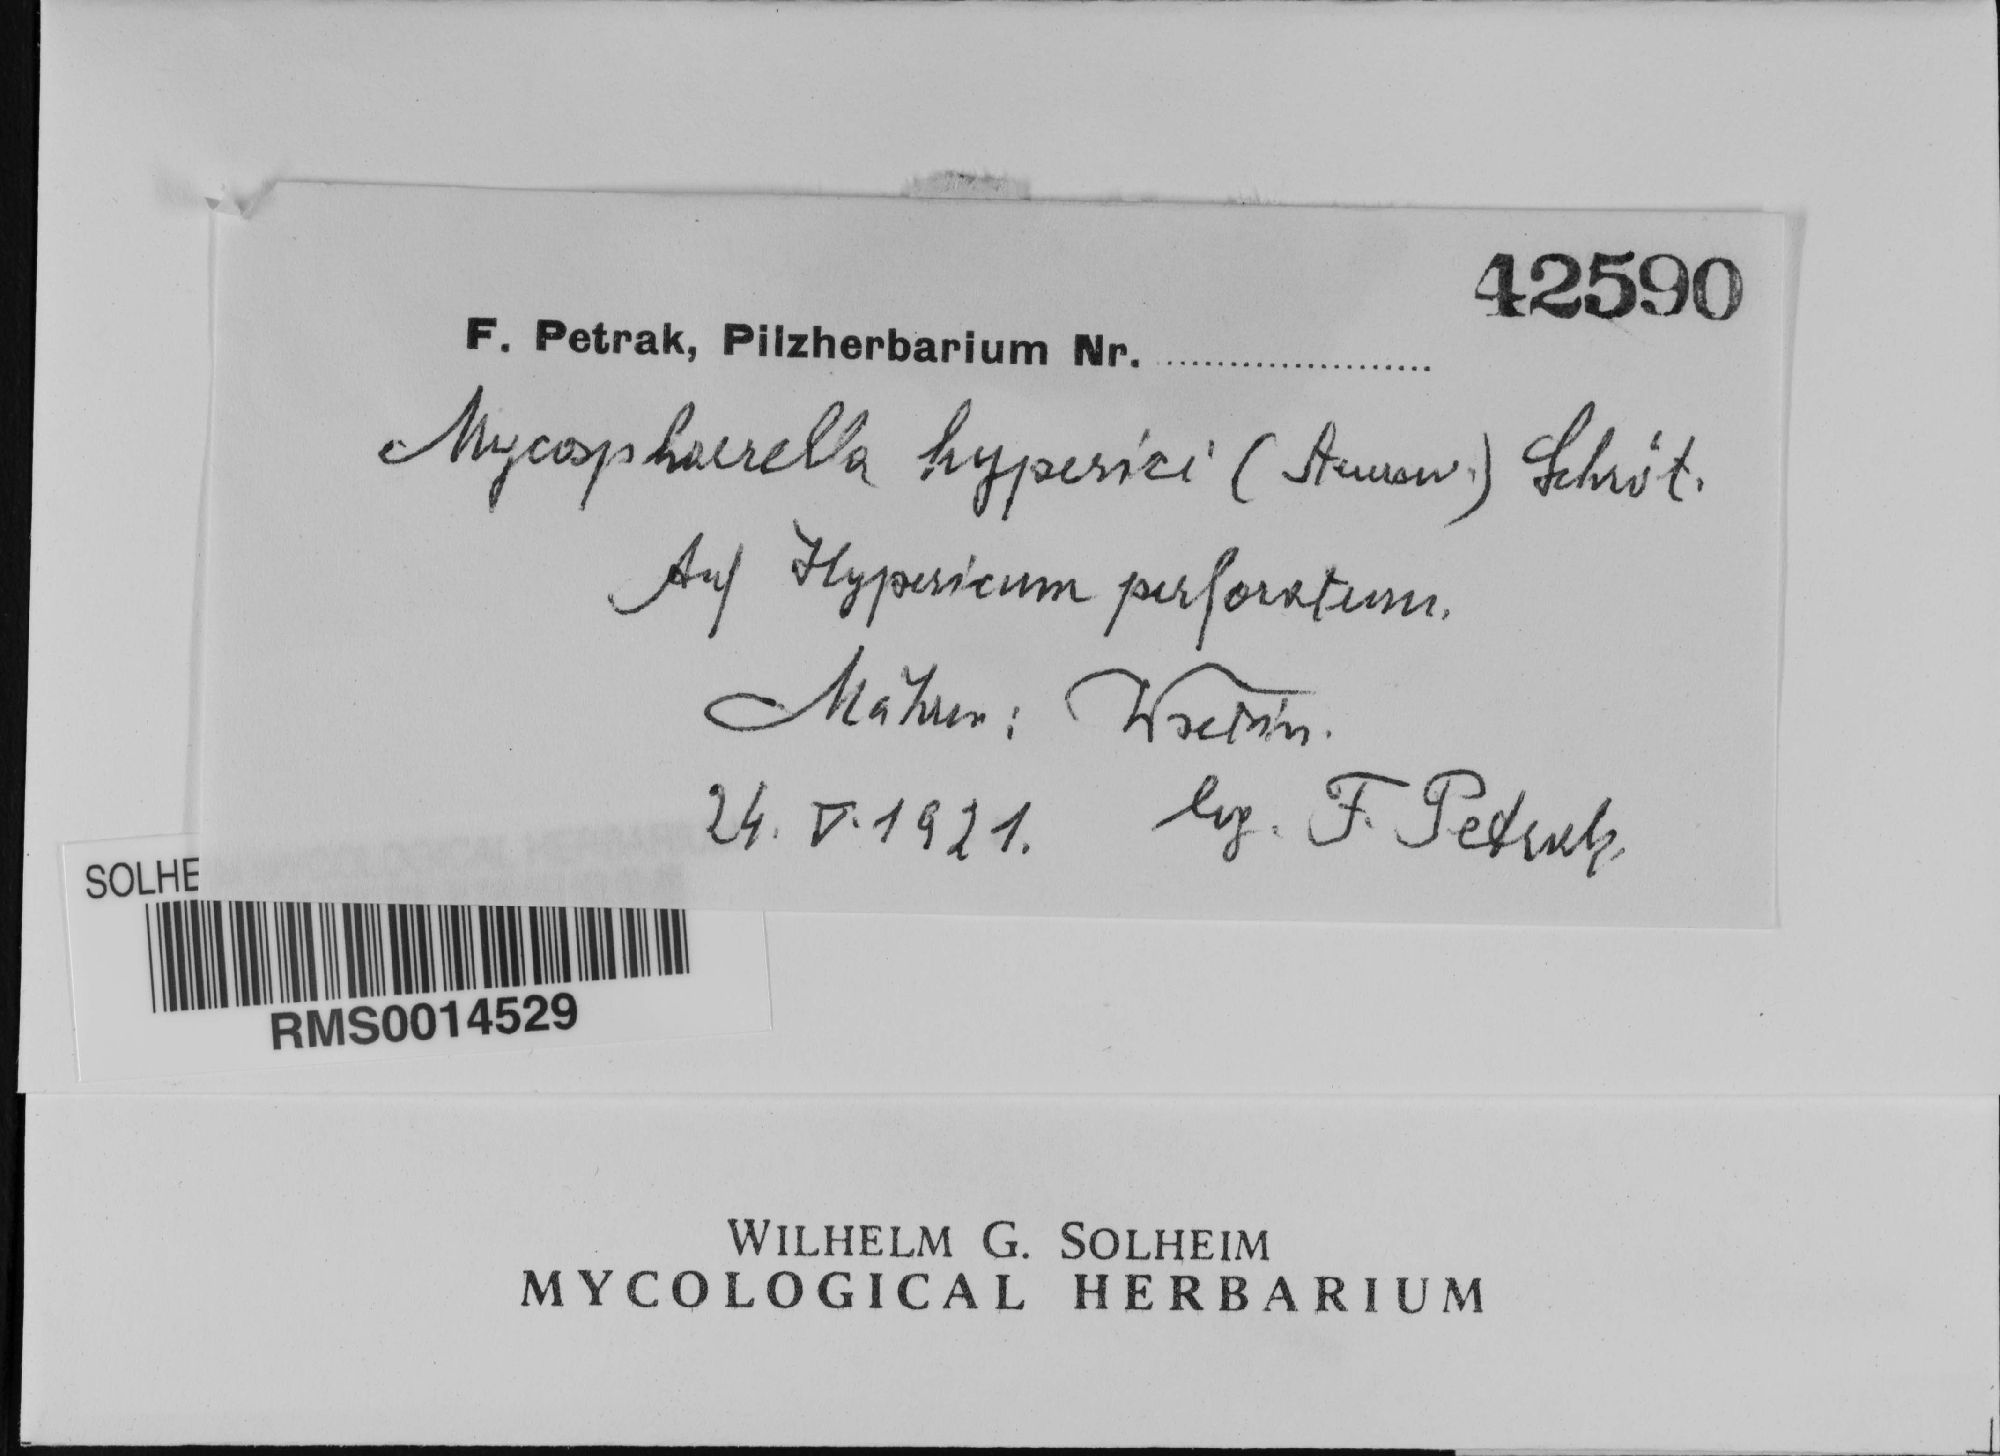 42590
F. Petrak, Pilzherbarium Nr.
Mycosphaerella hyperici (Auersw.) Schröt.
Auf Hypericum perforatum.
Mähren: Wsetin.
24. V. 1921. leg. F. Petrak.
SOLHE
RMS0014529
WILHELM G. SOLHEIM
MYCOLOGICAL HERBARIUM